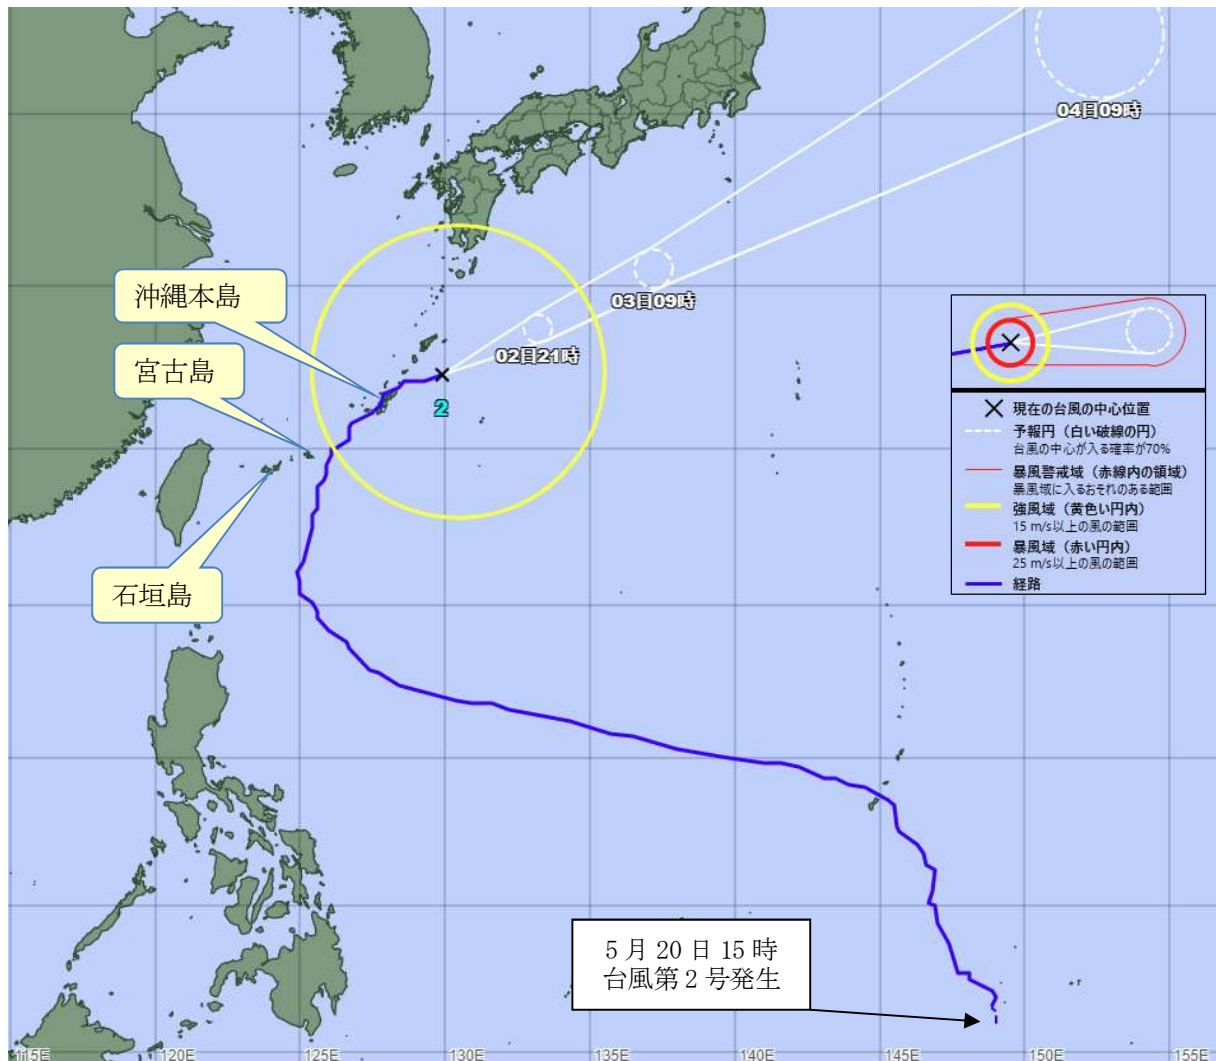 04日09時
03日09時
02日21時
2
沖縄本島
宮古島
石垣島
現在の台風の中心位置
予報円（白い破線の円）
台風の中心が入る確率が70%
暴風警戒域（赤線内の領域）
暴風域に入るおそれのある範囲
強風域（黄色い円内）
15 m/s以上の風の範囲
暴風域（赤い円内）
25 m/s以上の風の範囲
経路
5月20日15時
台風第2号発生
115E 120E 125E 130E 135E 140E 145E 150E 155E